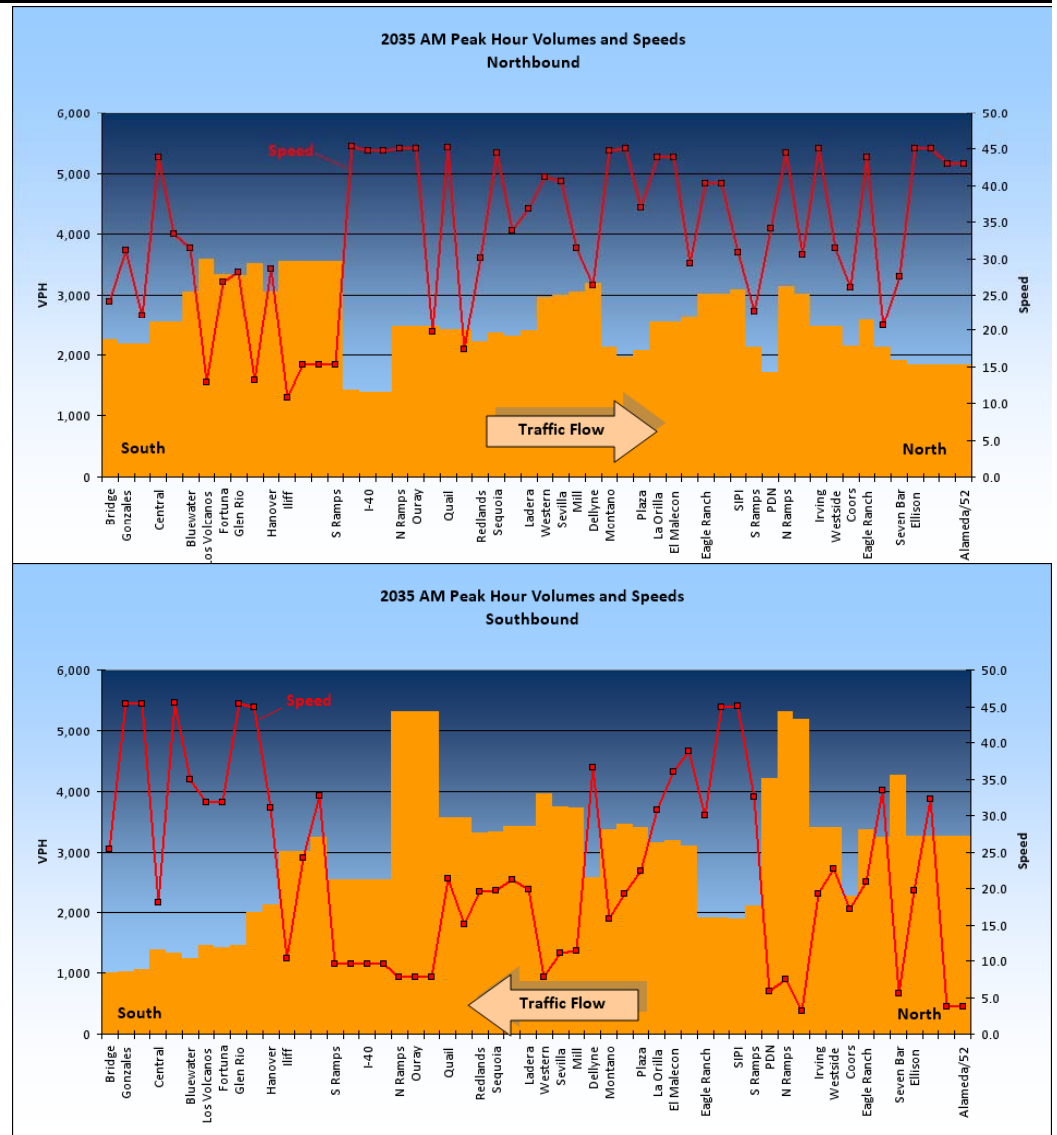 2035 AM Peak Hour Volumes and Speeds
Northbound
6,000
5,000
4,000
3,000
2,000
1,000
0
VPH
50.0
45.0
40.0
35.0
30.0
25.0
20.0
15.0
10.0
5.0
0.0
Speed
Speed
Traffic Flow
South
North
Bridge
Gonzales
Central
Bluewater
Los Volcanos
Fortuna
Glen Rio
Hanover
Iliff
S Ramps
I-40
N Ramps
Ouray
Quail
Redlands
Sequoia
Ladera
Western
Sevilla
Mill
Dellyne
Montano
Plaza
La Orilla
El Malecon
Eagle Ranch
SIPI
S Ramps
PDN
N Ramps
Irving
Westside
Coors
Eagle Ranch
Seven Bar
Ellison
Alameda/52
2035 AM Peak Hour Volumes and Speeds
Southbound
6,000
5,000
4,000
3,000
2,000
1,000
0
VPH
50.0
45.0
40.0
35.0
30.0
25.0
20.0
15.0
10.0
5.0
0.0
Speed
Speed
Traffic Flow
South
North
Bridge
Gonzales
Central
Bluewater
Los Volcanos
Fortuna
Glen Rio
Hanover
Iliff
S Ramps
I-40
N Ramps
Ouray
Quail
Redlands
Sequoia
Ladera
Western
Sevilla
Mill
Dellyne
Montano
Plaza
La Orilla
El Malecon
Eagle Ranch
SIPI
S Ramps
PDN
N Ramps
Irving
Westside
Coors
Eagle Ranch
Seven Bar
Ellison
Alameda/52